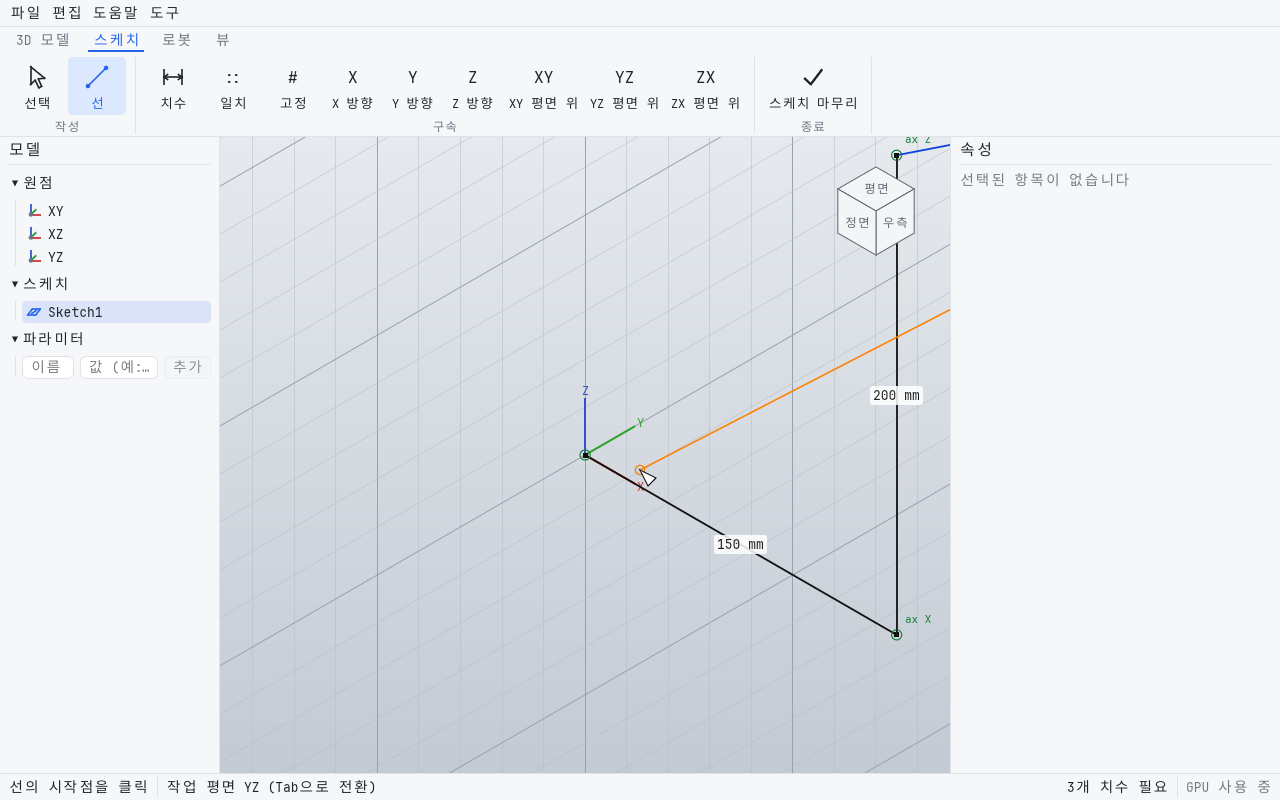 파일 편집 도움말 도구
3D 모델 스케치 로봇 뷰
선택 선 치수 일치 고정 X 방향 Y 방향 Z 방향 XY 평면 위 YZ 평면 위 ZX 평면 위 스케치 마무리
:: # X Y Z XY YZ ZX
작성 구속 종료
모델
▼ 원점
XY
XZ
YZ
▼ 스케치
Sketch1
▼ 파라미터
이름 값 (예:… 추가
ax Z
평면
정면 우측
200 mm
Z
Y
X
150 mm
ax X
속성
선택된 항목이 없습니다
선의 시작점을 클릭 작업 평면 YZ (Tab으로 전환) 3개 치수 필요 GPU 사용 중